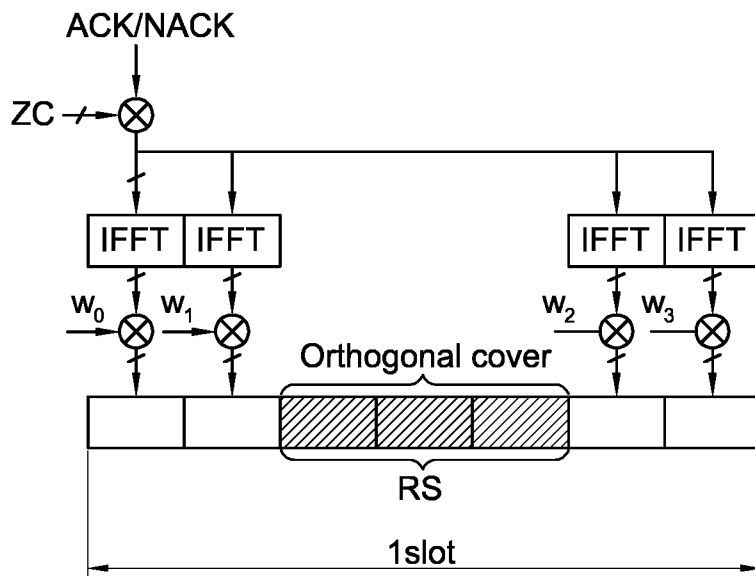 ACK/NACK
ZC
IFFT IFFT IFFT IFFT
w₀ w₁ w₂ w₃
Orthogonal cover
RS
1slot